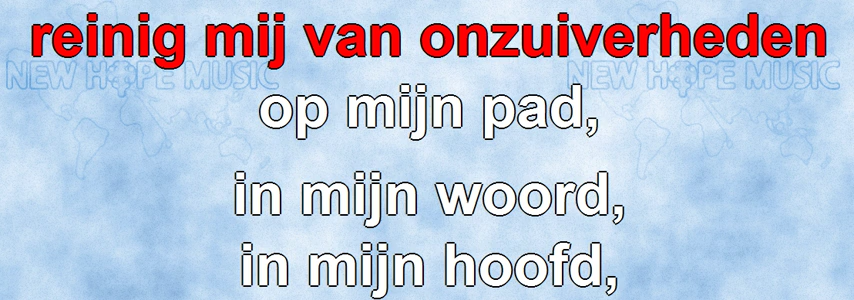 reinig mij van onzuiverheden
NEW HOPE MUSIC NEW HOPE MUSIC
op mijn pad,
in mijn woord,
in mijn hoofd,